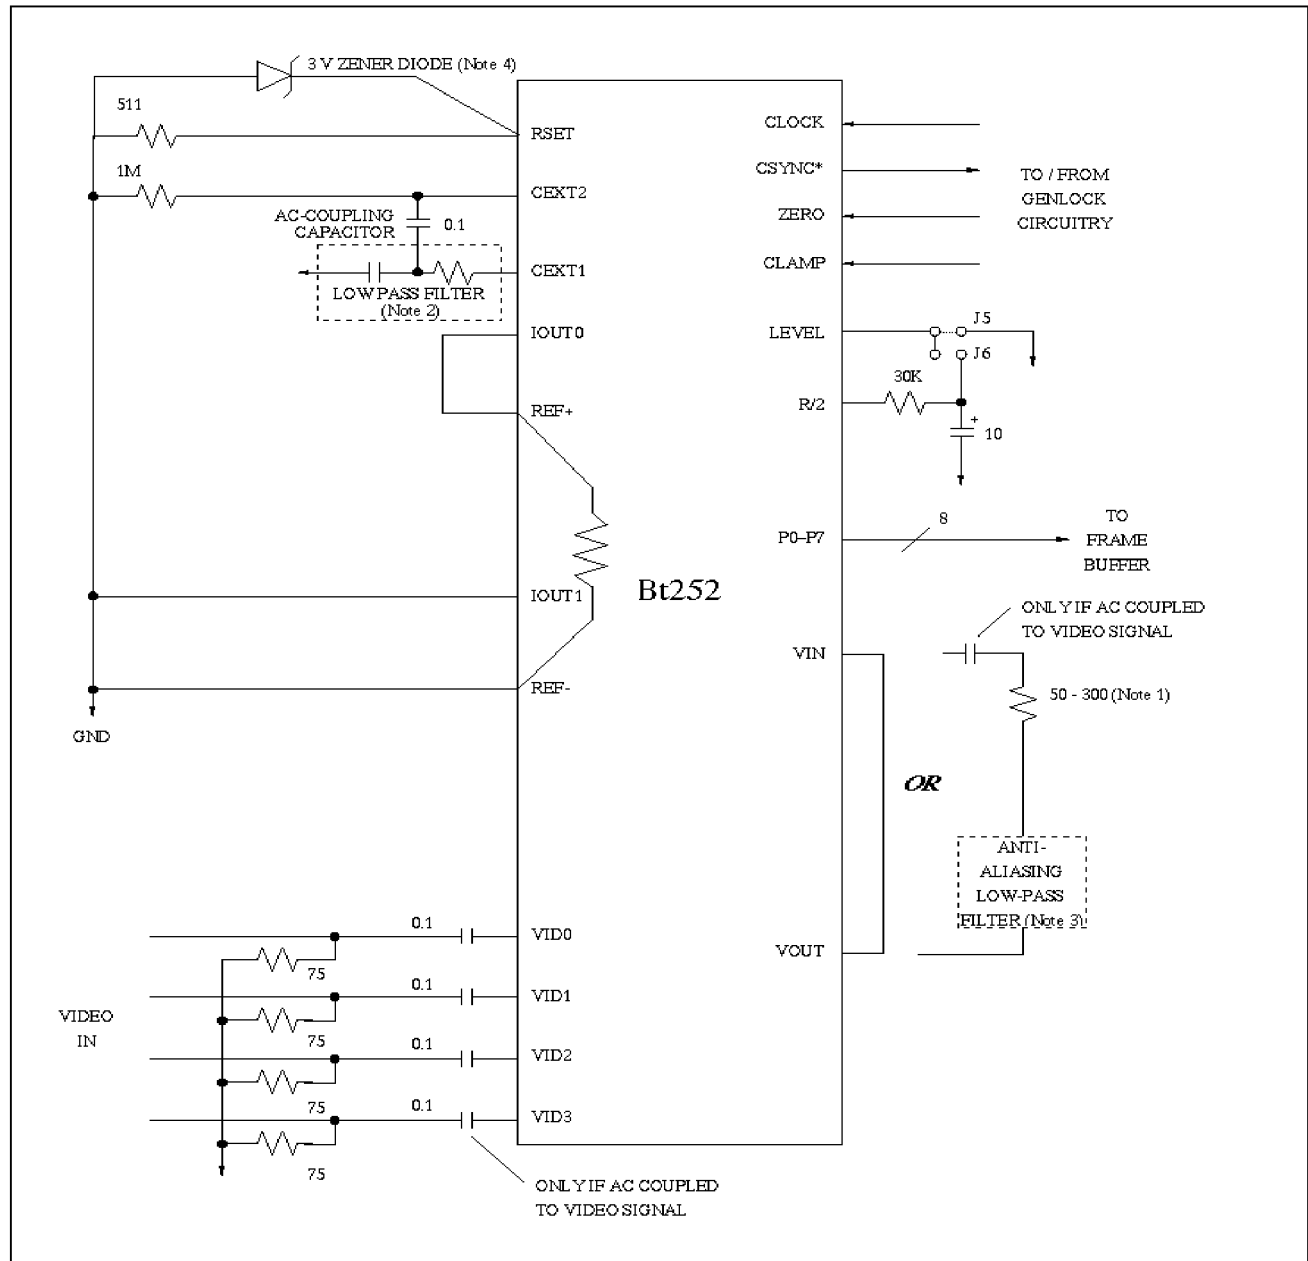 3 V ZENER DIODE (Note 4)
511
RSET
1M
CEXT2
AC-COUPLING
CAPACITOR
0.1
CEXT1
LOW PASS FILTER
(Note 2)
IOUT0
REF+
IOUT1
REF-
GND
Bt252
CLOCK
CSYNC*
ZERO
CLAMP
TO / FROM
GENLOCK
CIRCUITRY
LEVEL
J5
J6
30K
R/2
+
10
P0-P7
8
TO
FRAME
BUFFER
ONLY IF AC COUPLED
TO VIDEO SIGNAL
VIN
50 - 300 (Note 1)
OR
ANTI-
ALIASING
LOW-PASS
FILTER (Note 3)
VOUT
VIDEO
IN
0.1
VID0
75
0.1
VID1
75
0.1
VID2
75
0.1
VID3
75
ONLY IF AC COUPLED
TO VIDEO SIGNAL